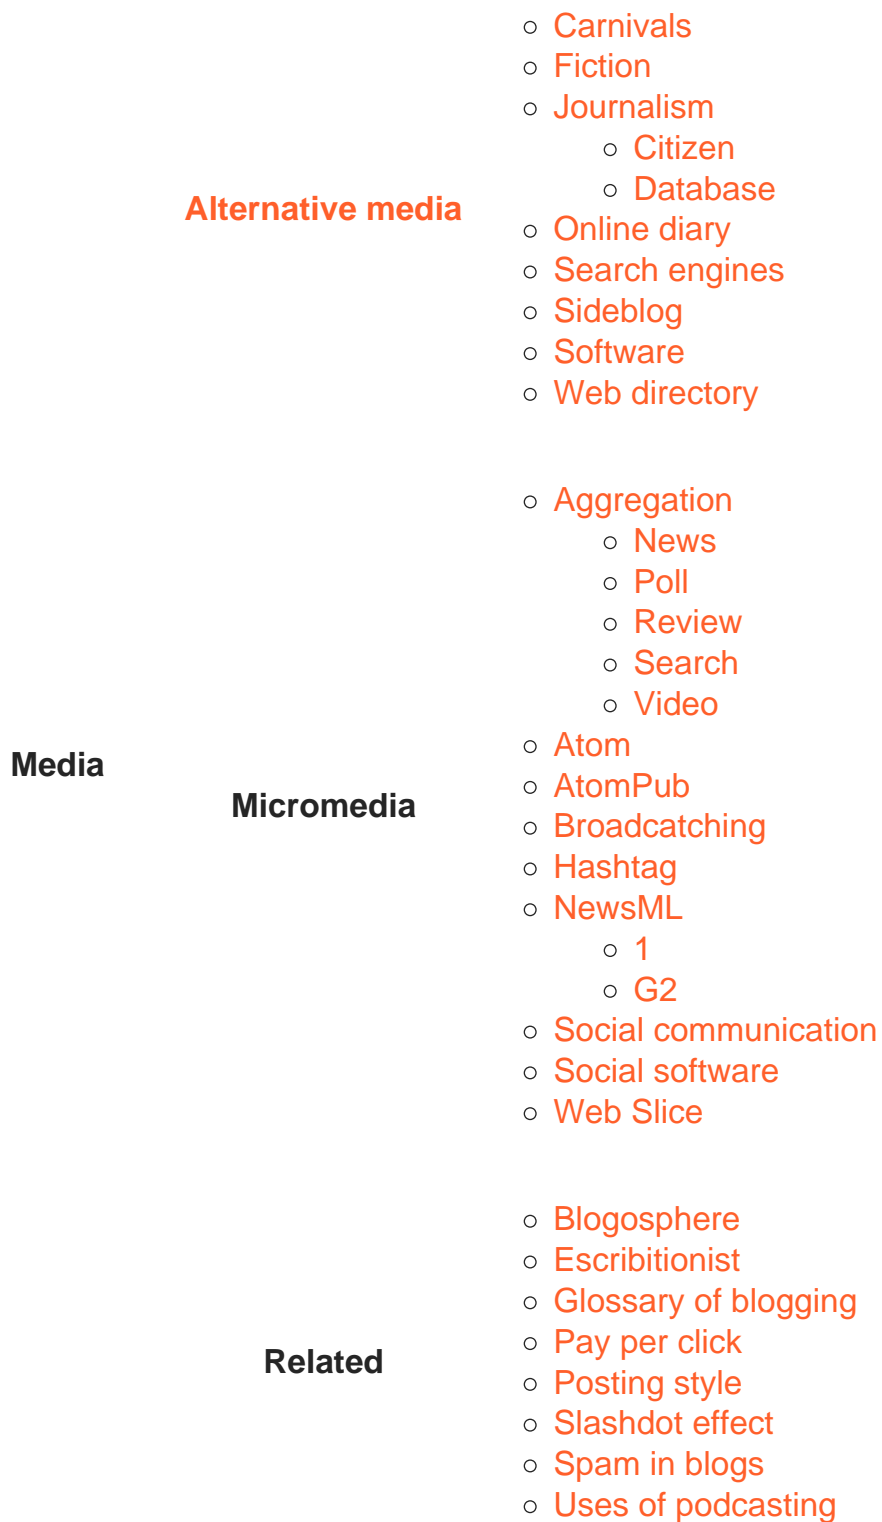 Media
Alternative media
Carnivals
Fiction
Journalism
Citizen
Database
Online diary
Search engines
Sideblog
Software
Web directory
Micromedia
Aggregation
News
Poll
Review
Search
Video
Atom
AtomPub
Broadcatching
Hashtag
NewsML
1
G2
Social communication
Social software
Web Slice
Related
Blogosphere
Escribitionist
Glossary of blogging
Pay per click
Posting style
Slashdot effect
Spam in blogs
Uses of podcasting